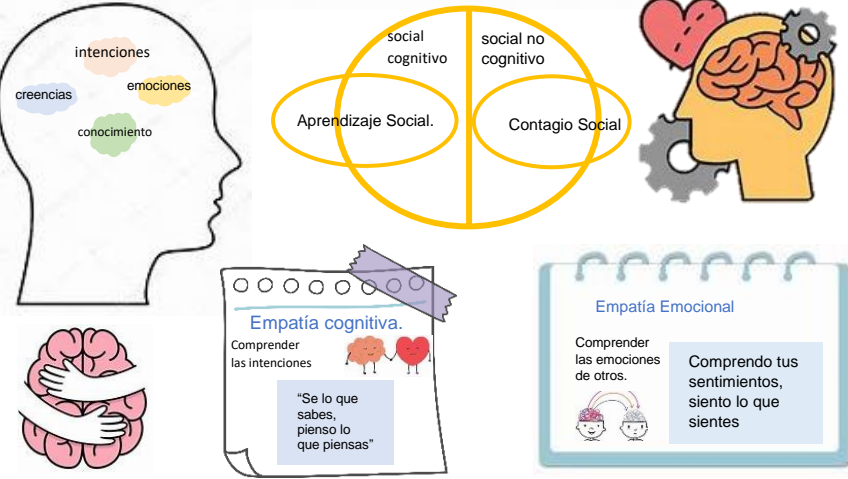 intenciones
creencias
emociones
conocimiento
social
cognitivo
social no
cognitivo
Aprendizaje Social.
Contagio Social
Empatía cognitiva.
Comprender
las intenciones
“Se lo que
sabes,
pienso lo
que piensas”
Empatía Emocional
Comprender
las emociones
de otros.
Comprendo tus
sentimientos,
siento lo que
sientes